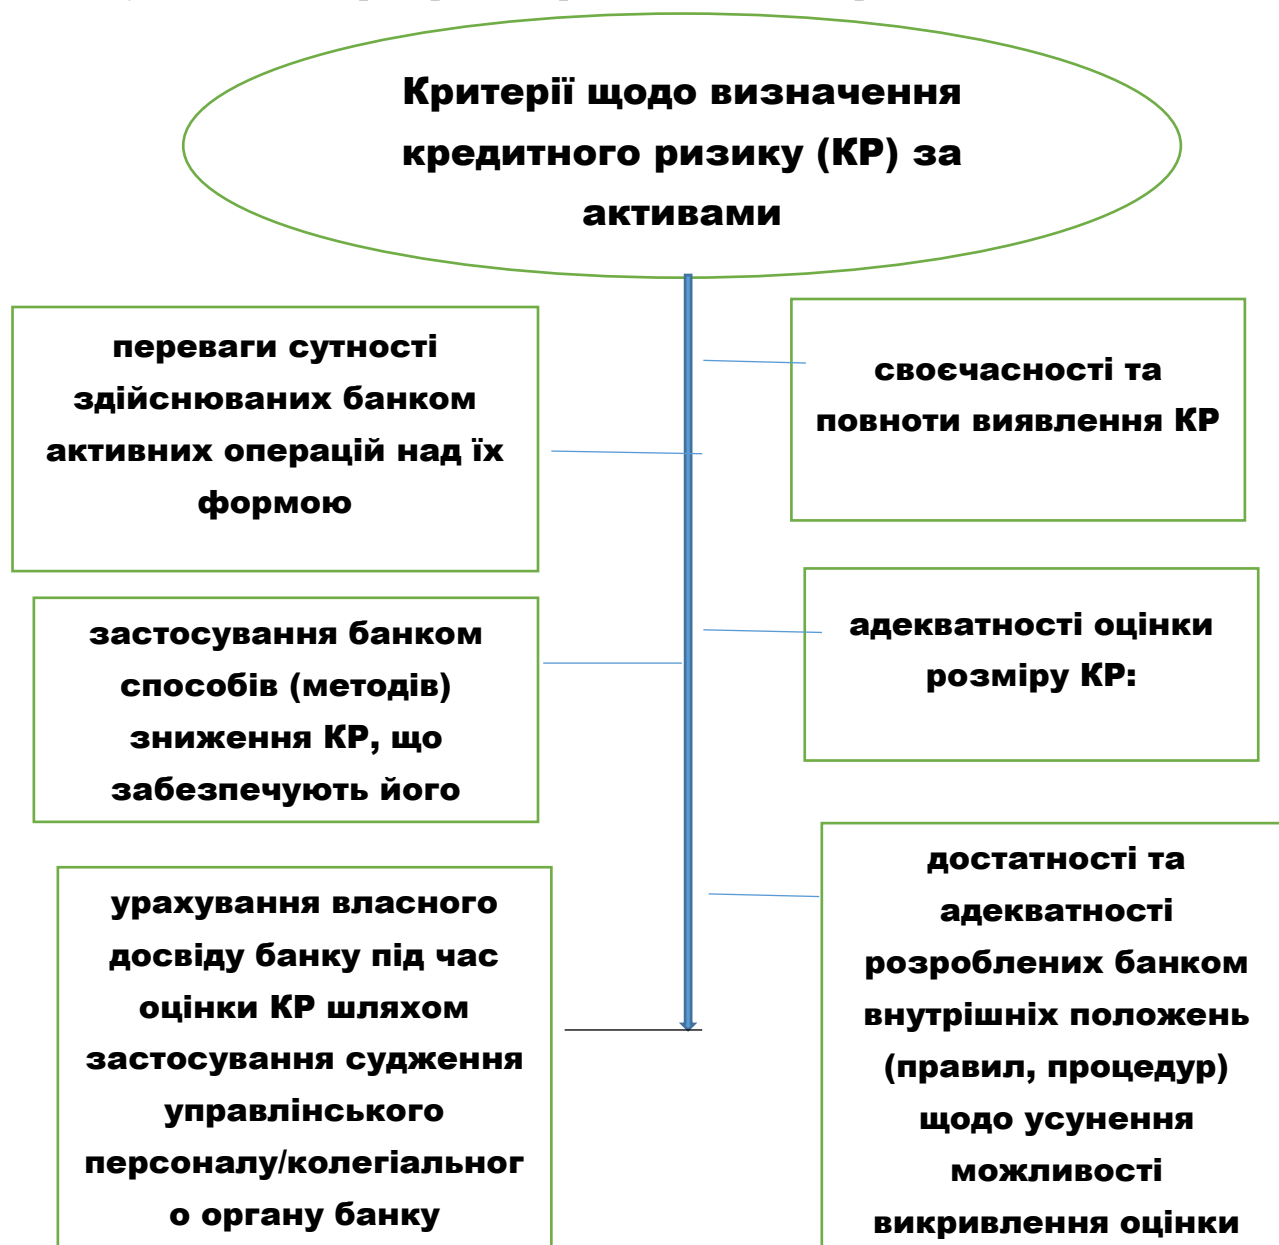 Критерії щодо визначення
кредитного ризику (КР) за
активами
переваги сутності
здійснюваних банком
активних операцій над їх
формою
своєчасності та
повноти виявлення КР
застосування банком
способів (методів)
зниження КР, що
забезпечують його
адекватності оцінки
розміру КР:
урахування власного
досвіду банку під час
оцінки КР шляхом
застосування судження
управлінського
персоналу/колегіальног
о органу банку
достатності та
адекватності
розроблених банком
внутрішніх положень
(правил, процедур)
щодо усунення
можливості
викривлення оцінки